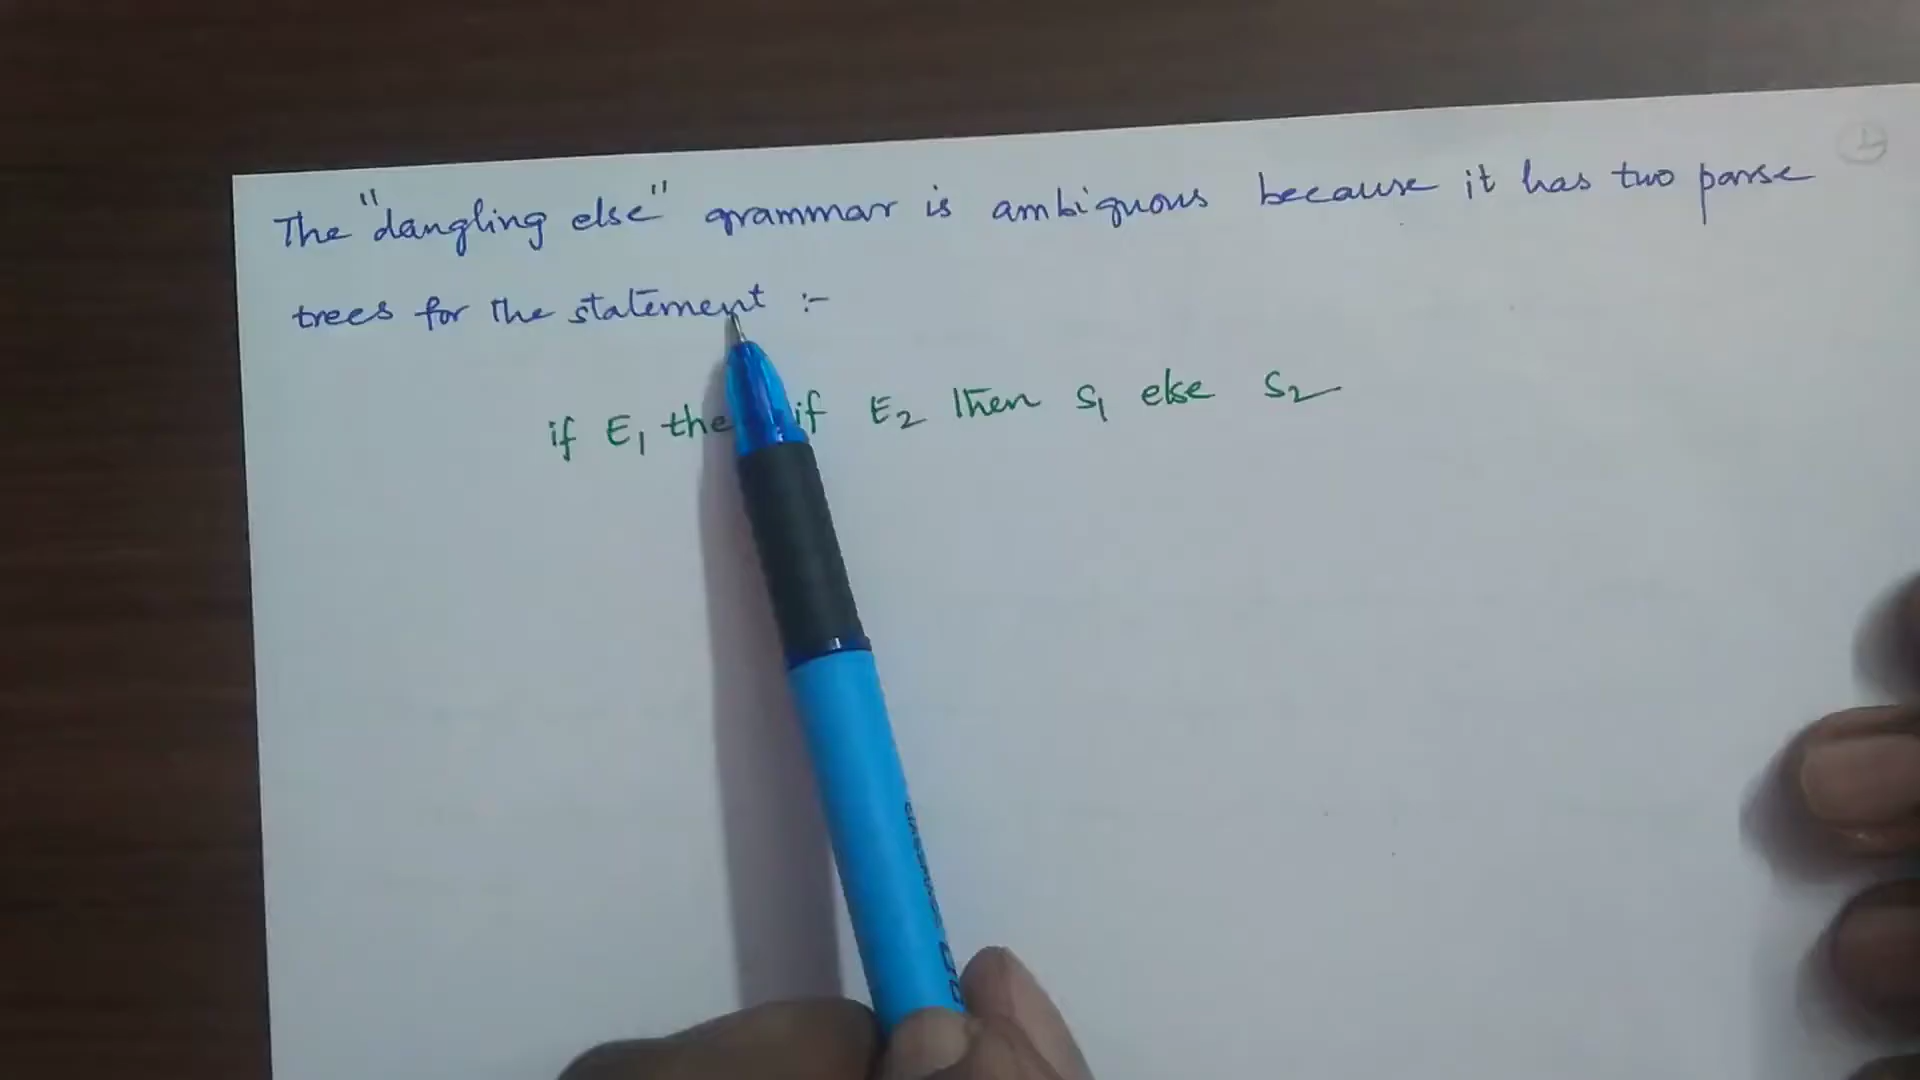 The "dangling else" grammar is ambiguous because it has two parse
trees for the statement :-
if E1 the if E2 then S1 else S2